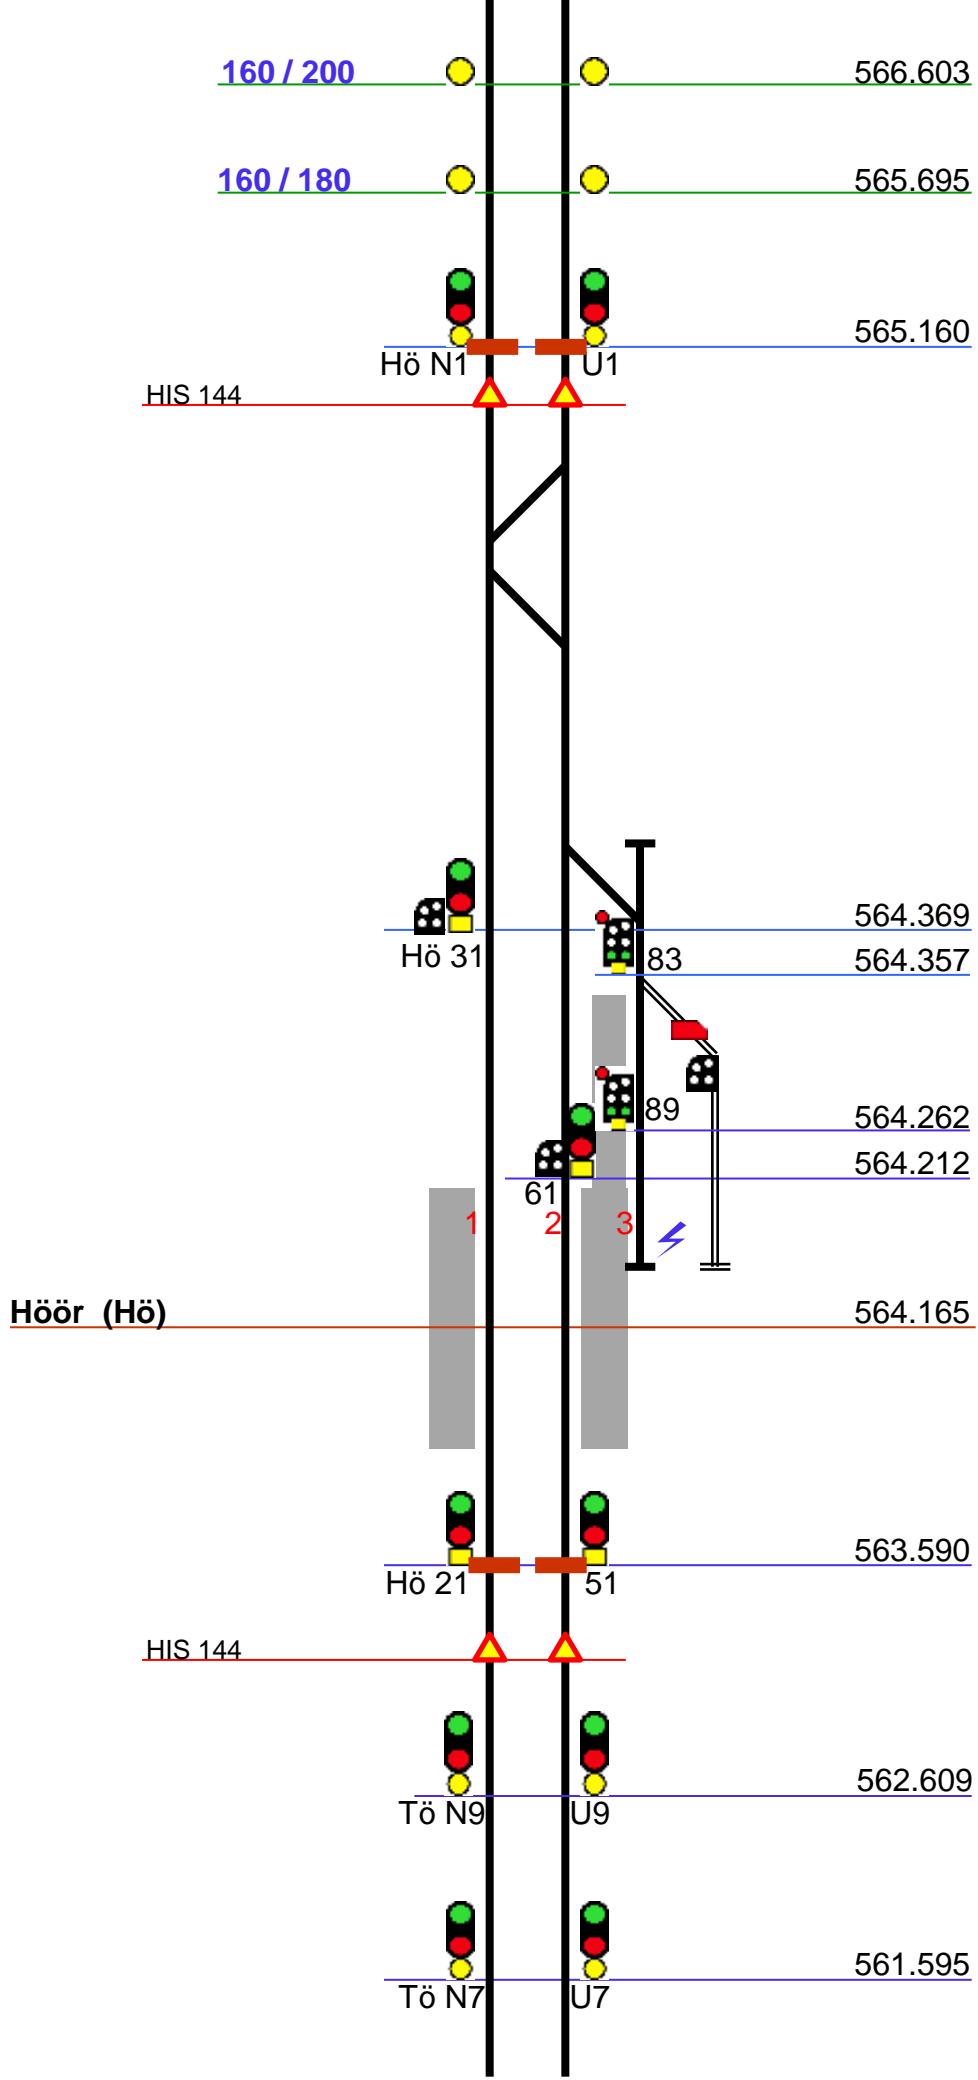 160 / 200 566.603
160 / 180 565.695
565.160
Hö N1 U1
HIS 144
564.369
Hö 31 83 564.357
89 564.262
564.212
61
1 2 3
Höör (Hö) 564.165
563.590
Hö 21 51
HIS 144
562.609
Tö N9 U9
561.595
Tö N7 U7